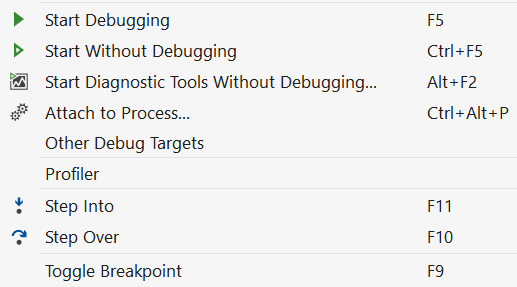 Start Debugging F5
Start Without Debugging Ctrl+F5
Start Diagnostic Tools Without Debugging... Alt+F2
Attach to Process... Ctrl+Alt+P
Other Debug Targets
Profiler
Step Into F11
Step Over F10
Toggle Breakpoint F9